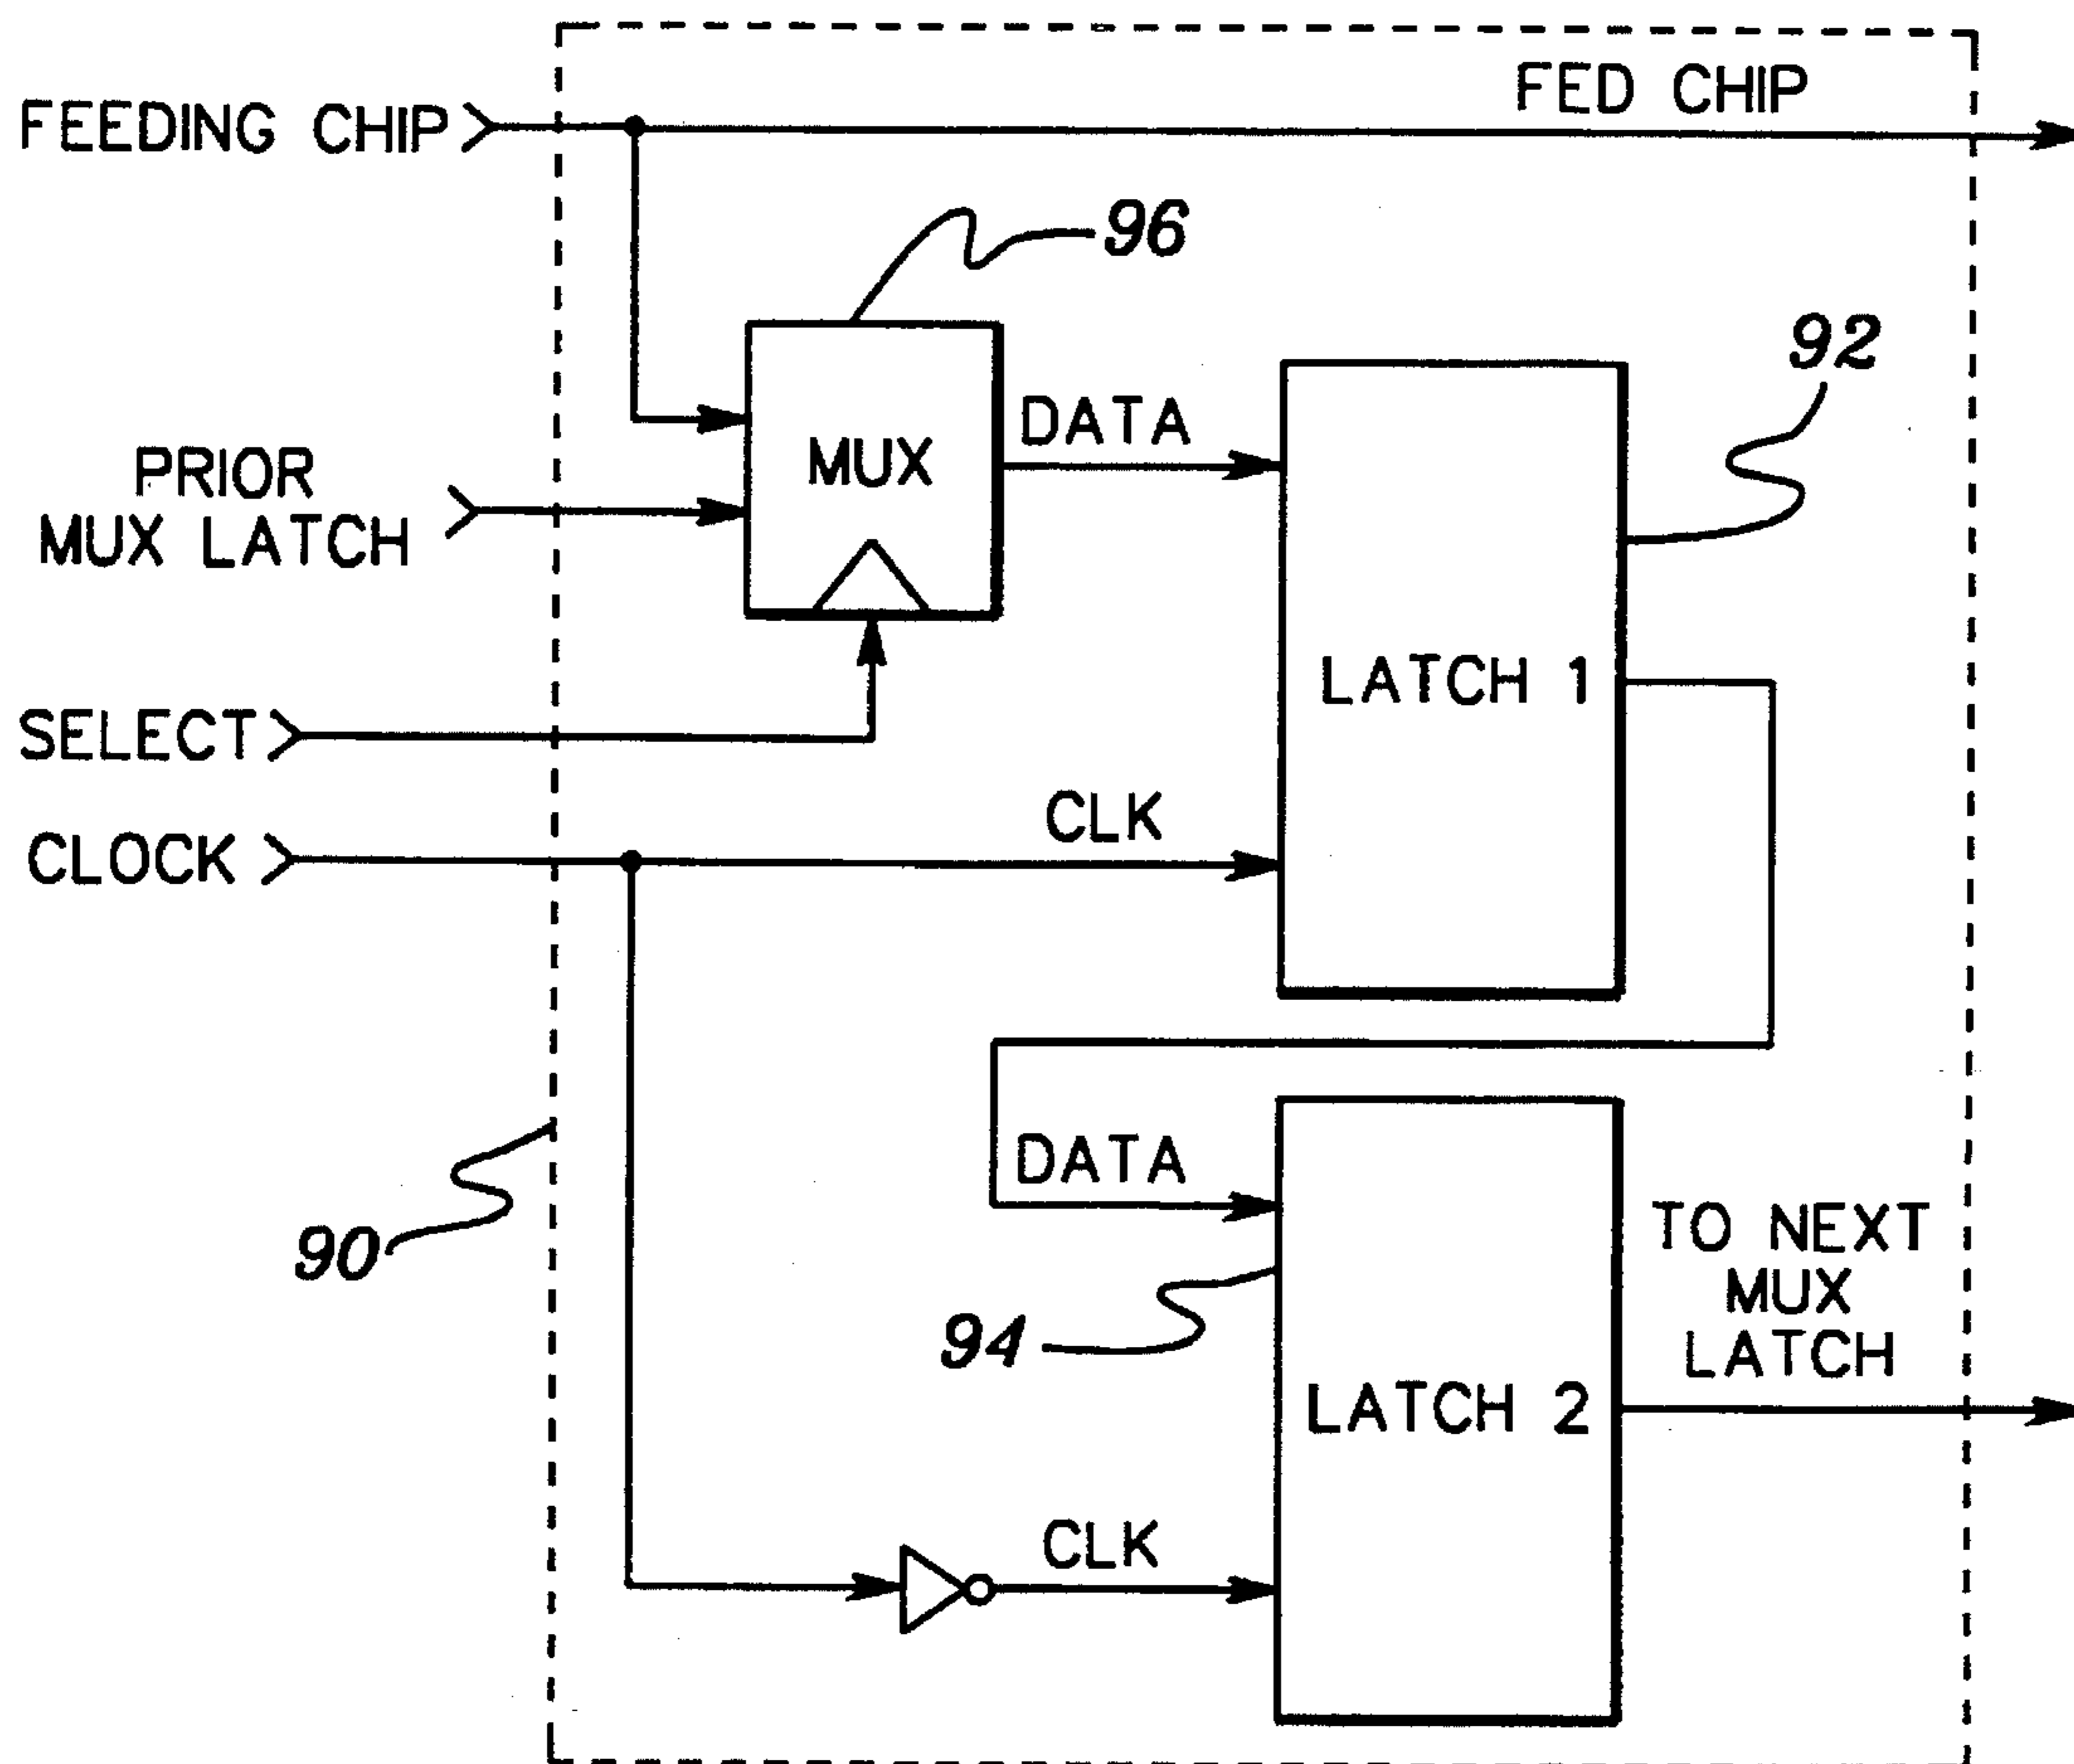 FED CHIP
FEEDING CHIP
96
92
DATA
MUX
PRIOR
MUX LATCH
LATCH 1
SELECT
CLK
CLOCK
DATA
TO NEXT
MUX
LATCH
90
94
LATCH 2
CLK